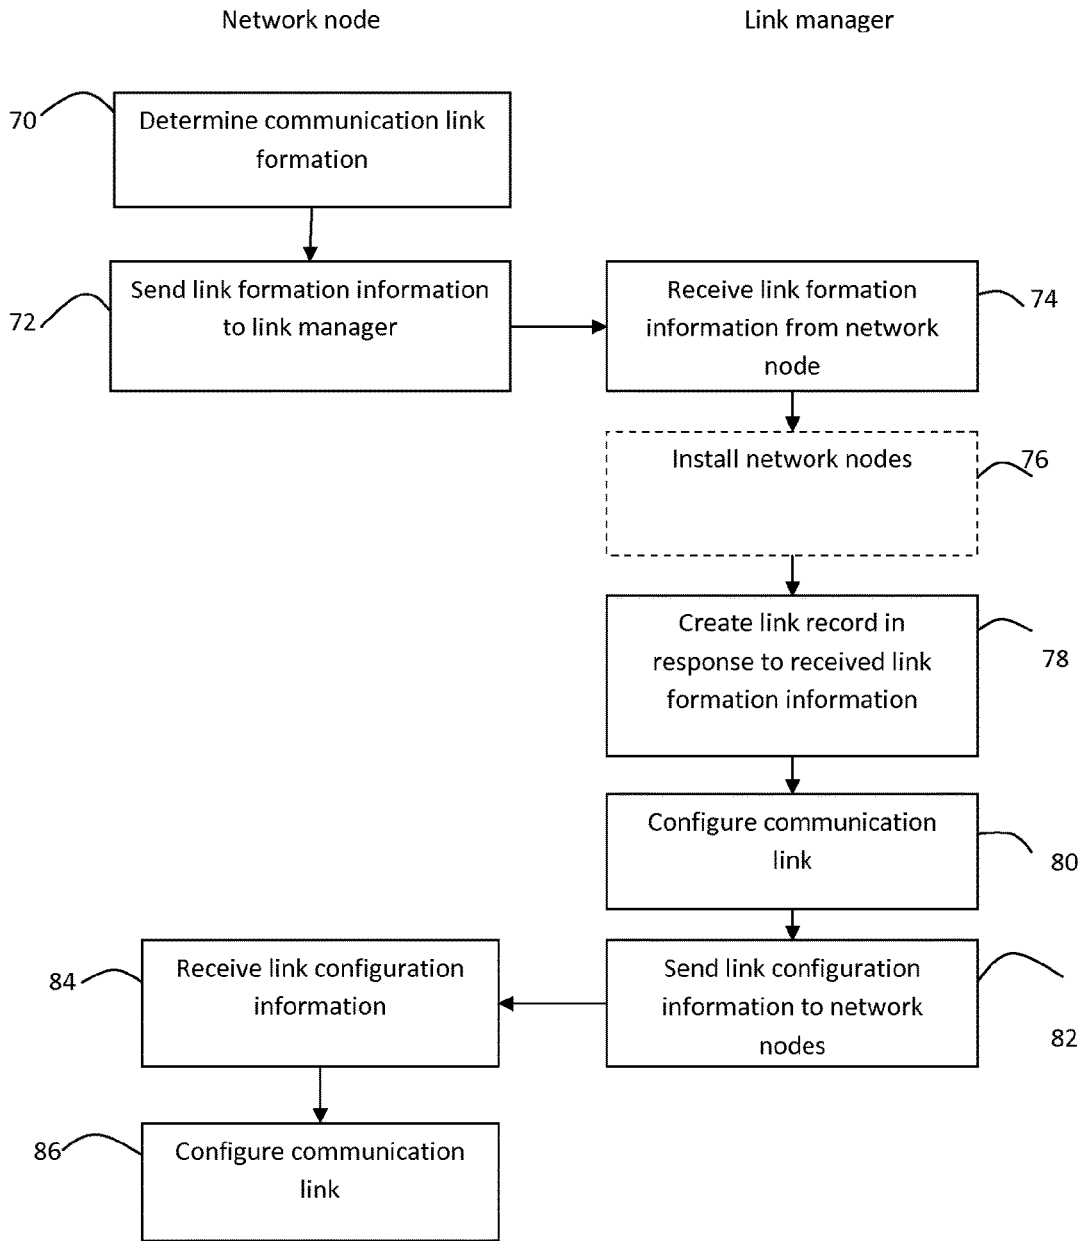 Network node
Link manager
70
Determine communication link
formation
72
Send link formation information
to link manager
Receive link formation
information from network
node
74
Install network nodes
76
Create link record in
response to received link
formation information
78
Configure communication
link
80
84
Receive link configuration
information
Send link configuration
information to network
nodes
82
86
Configure communication
link